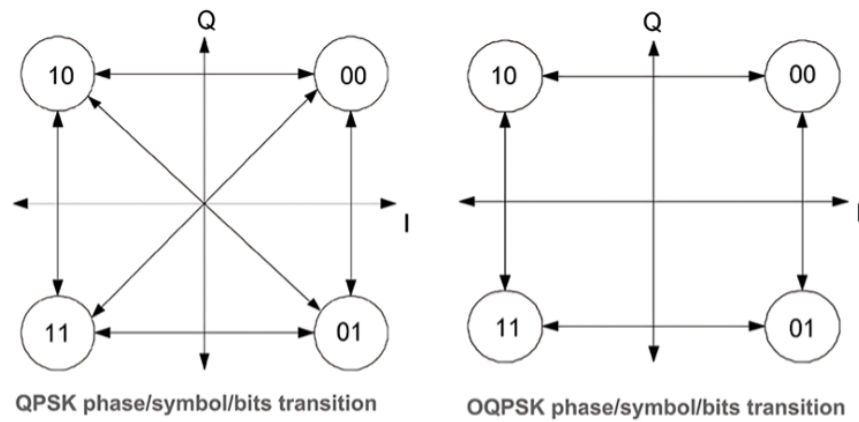 Q
10
00
I
11
01
QPSK phase/symbol/bits transition
Q
10
00
I
11
01
OQPSK phase/symbol/bits transition